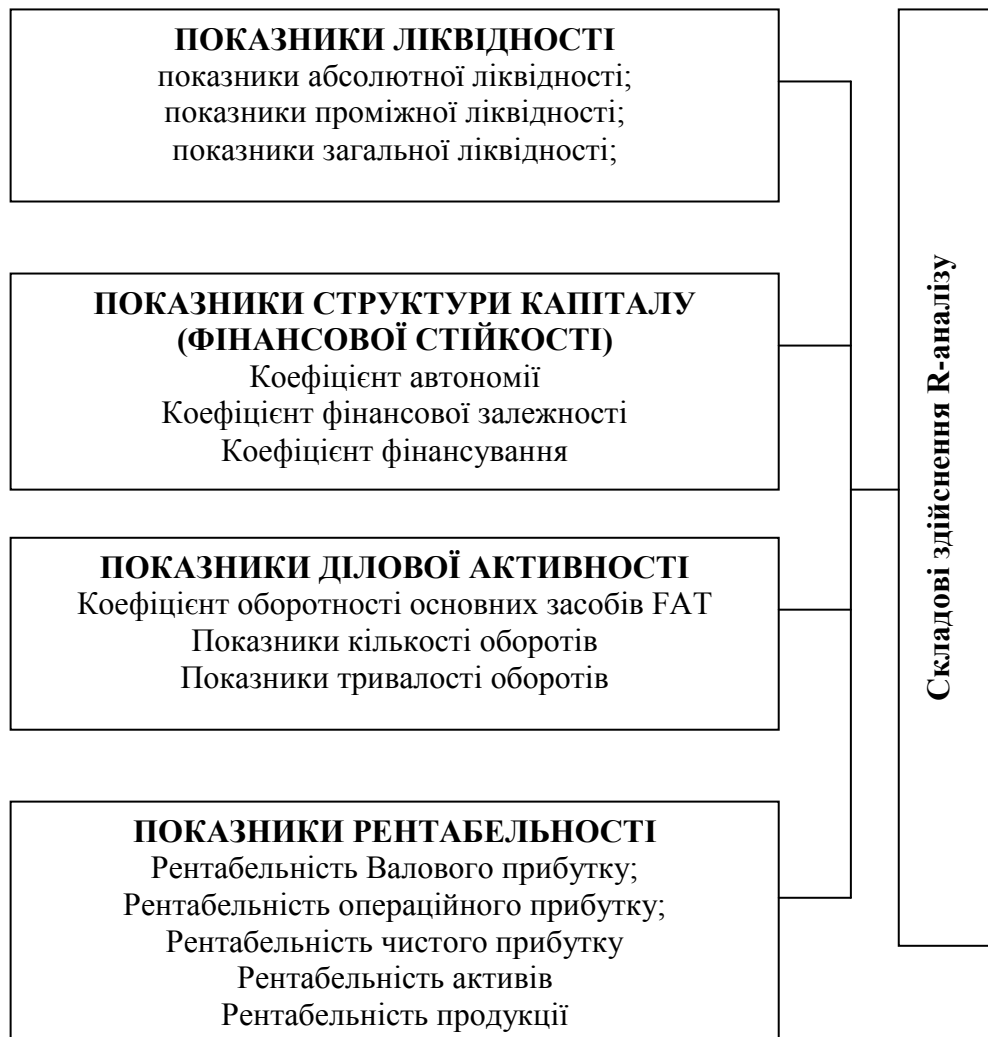 ПОКАЗНИКИ ЛІКВІДНОСТІ
показники абсолютної ліквідності;
показники проміжної ліквідності;
показники загальної ліквідності;
ПОКАЗНИКИ СТРУКТУРИ КАПІТАЛУ
(ФІНАНСОВОЇ СТІЙКОСТІ)
Коефіцієнт автономії
Коефіцієнт фінансової залежності
Коефіцієнт фінансування
ПОКАЗНИКИ ДІЛОВОЇ АКТИВНОСТІ
Коефіцієнт оборотності основних засобів FAT
Показники кількості оборотів
Показники тривалості оборотів
ПОКАЗНИКИ РЕНТАБЕЛЬНОСТІ
Рентабельність Валового прибутку;
Рентабельність операційного прибутку;
Рентабельність чистого прибутку
Рентабельність активів
Рентабельність продукції
Складові здійснення R-аналізу